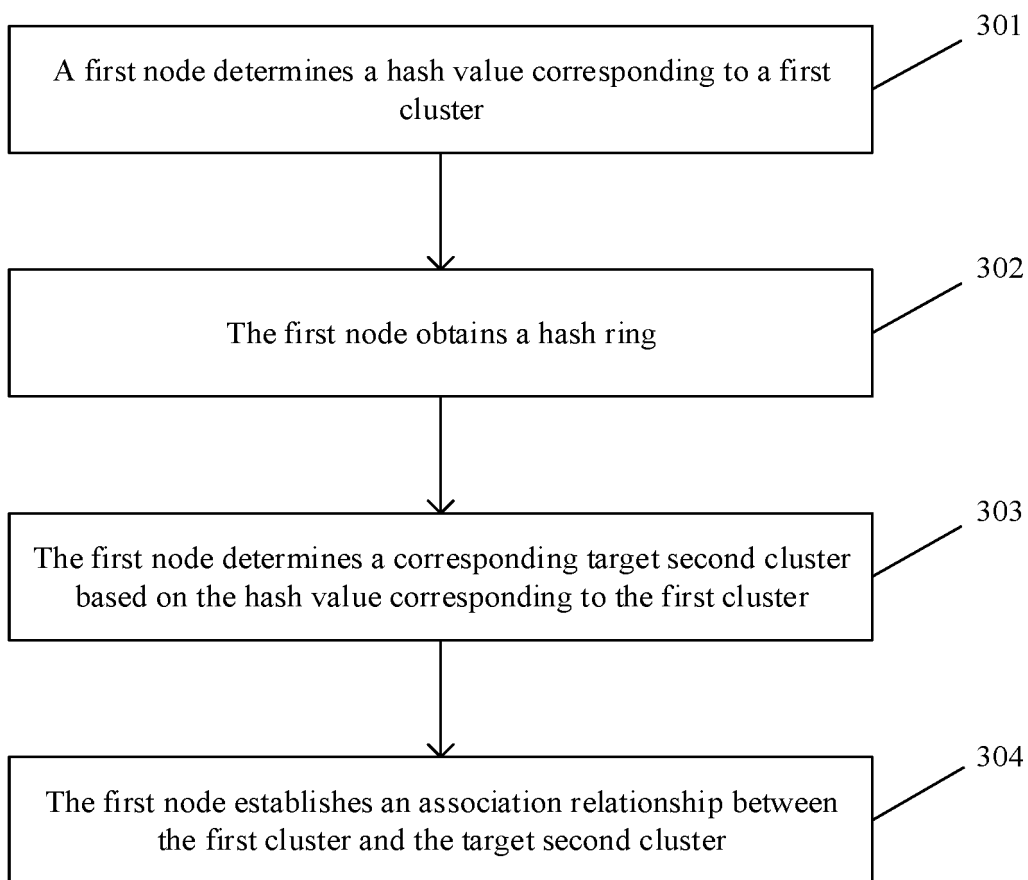 301
A first node determines a hash value corresponding to a first
cluster
302
The first node obtains a hash ring
303
The first node determines a corresponding target second cluster
based on the hash value corresponding to the first cluster
304
The first node establishes an association relationship between
the first cluster and the target second cluster